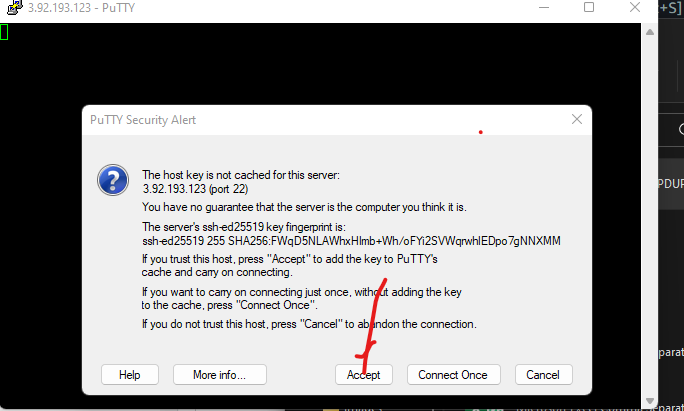 3.92.193.123 - PuTTY
+S]
PuTTY Security Alert
The host key is not cached for this server:
3.92.193.123 (port 22)
You have no guarantee that the server is the computer you think it is.
The server's ssh-ed25519 key fingerprint is:
ssh-ed25519 255 SHA256:FWqD5NLAWhxHlmb+Wh/oFYi2SVWqrwhIEDpo7gNNXMM
If you trust this host, press "Accept" to add the key to PuTTY's
cache and carry on connecting.
If you want to carry on connecting just once, without adding the key
to the cache, press "Connect Once".
If you do not trust this host, press "Cancel" to abandon the connection.
Help
More info...
Accept
Connect Once
Cancel
PDUP
parat